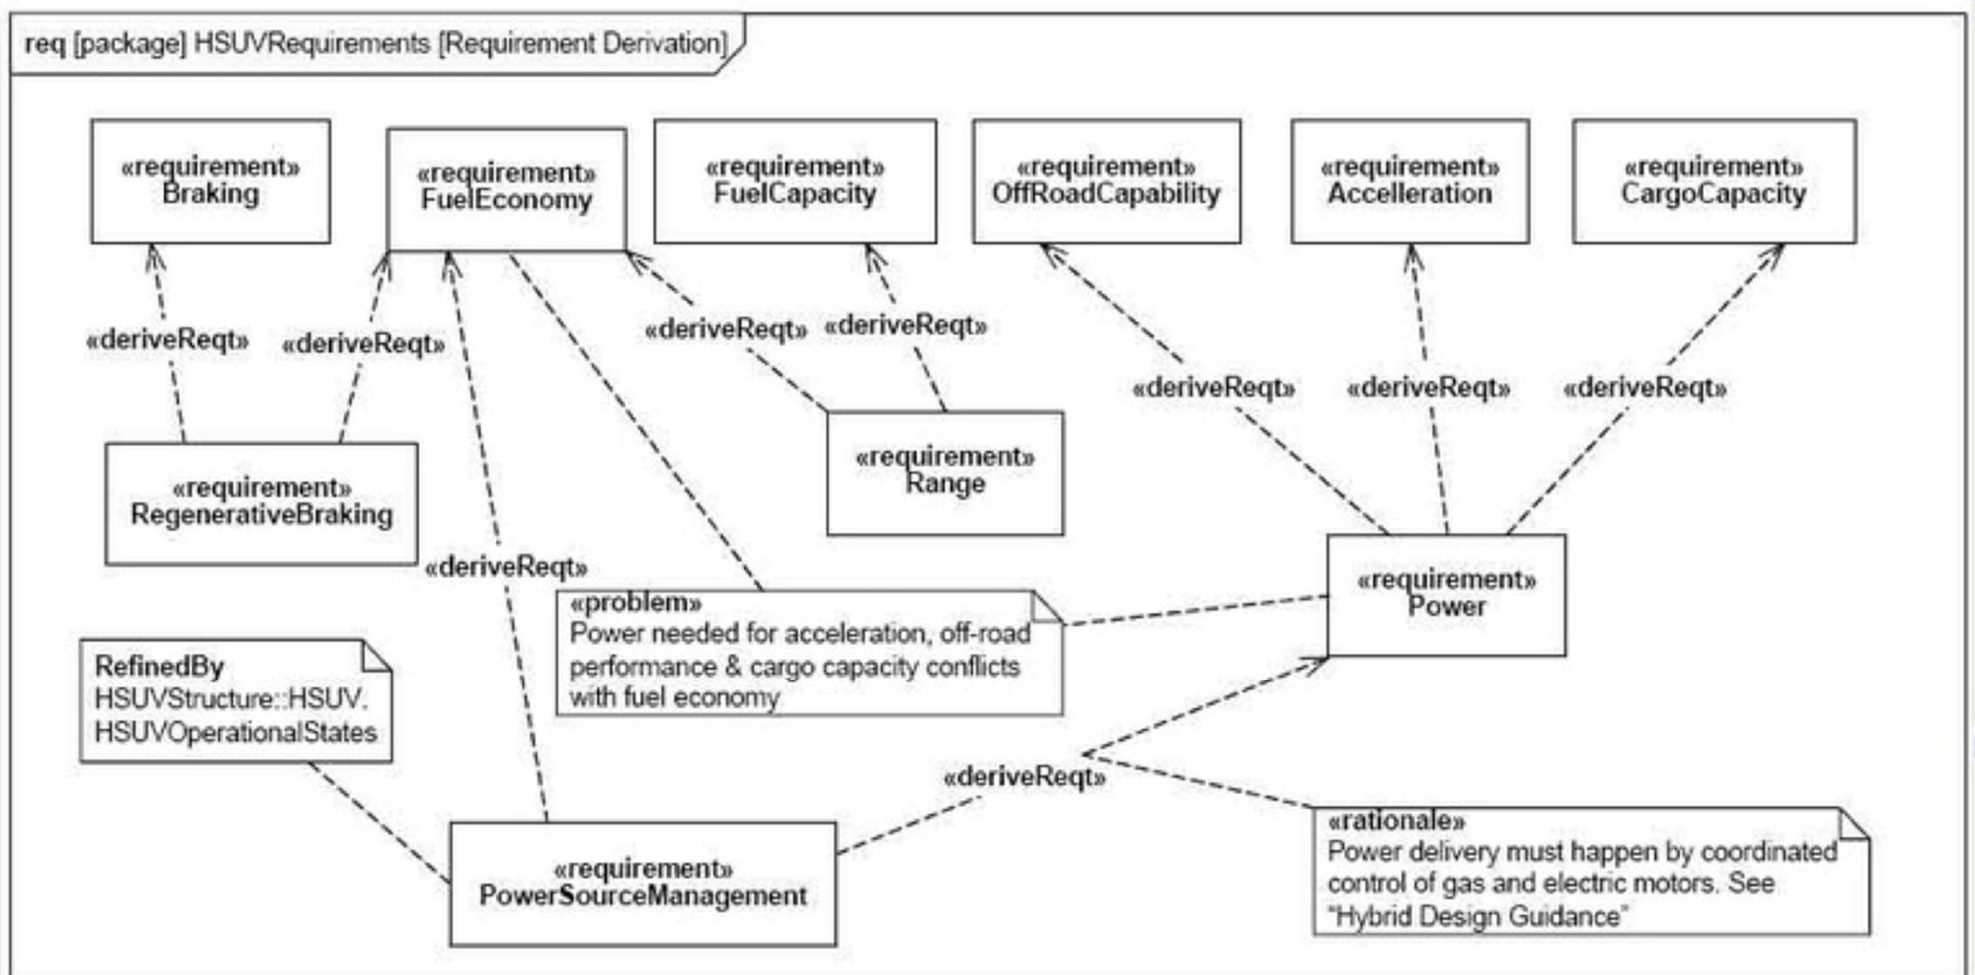 req [package] HSUVRequirements [Requirement Derivation]
«requirement»
Braking
«requirement»
FuelEconomy
«requirement»
FuelCapacity
«requirement»
OffRoadCapability
«requirement»
Accelleration
«requirement»
CargoCapacity
«deriveReqt»
«deriveReqt»
«deriveReqt»
«deriveReqt»
«deriveReqt»
«deriveReqt»
«deriveReqt»
«requirement»
RegenerativeBraking
«requirement»
Range
«deriveReqt»
«requirement»
Power
«problem»
Power needed for acceleration, off-road
performance & cargo capacity conflicts
with fuel economy
RefinedBy
HSUVStructure::HSUV.
HSUVOperationalStates
«deriveReqt»
«requirement»
PowerSourceManagement
«rationale»
Power delivery must happen by coordinated
control of gas and electric motors. See
“Hybrid Design Guidance”